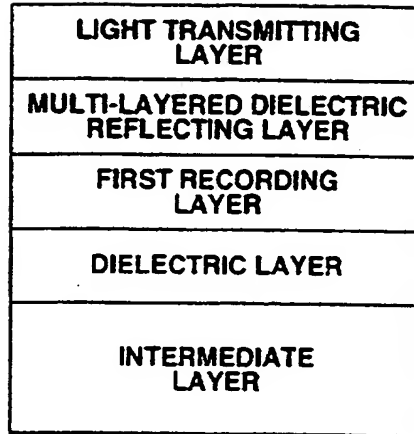 LIGHT TRANSMITTING
LAYER
MULTI-LAYERED DIELECTRIC
REFLECTING LAYER
FIRST RECORDING
LAYER
DIELECTRIC LAYER
INTERMEDIATE
LAYER